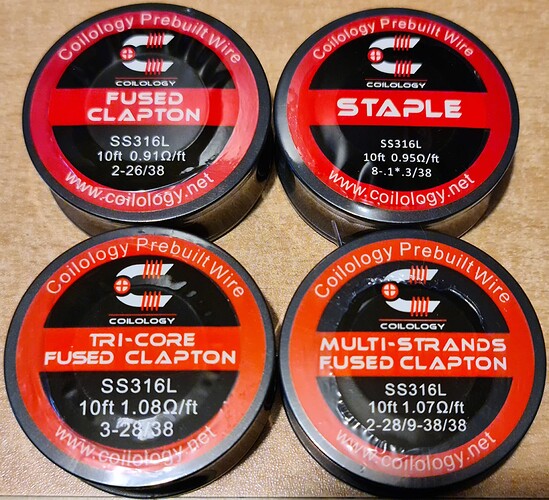 Coilology Prebuilt Wire
COILOLOGY
FUSED
CLAPTON
SS316L
10ft 0.91Ω/ft
2-26/38
www.coilology.net
Coilology Prebuilt Wire
COILOLOGY
STAPLE
SS316L
10ft 0.95Ω/ft
8-.1*.3/38
www.coilology.net
Coilology Prebuilt Wire
COILOLOGY
TRI-CORE
FUSED CLAPTON
SS316L
10ft 1.08Ω/ft
3-28/38
www.coilology.net
Coilology Prebuilt Wire
COILOLOGY
MULTI-STRANDS
FUSED CLAPTON
SS316L
10ft 1.07Ω/ft
2-28/9-38/38
www.coilology.net